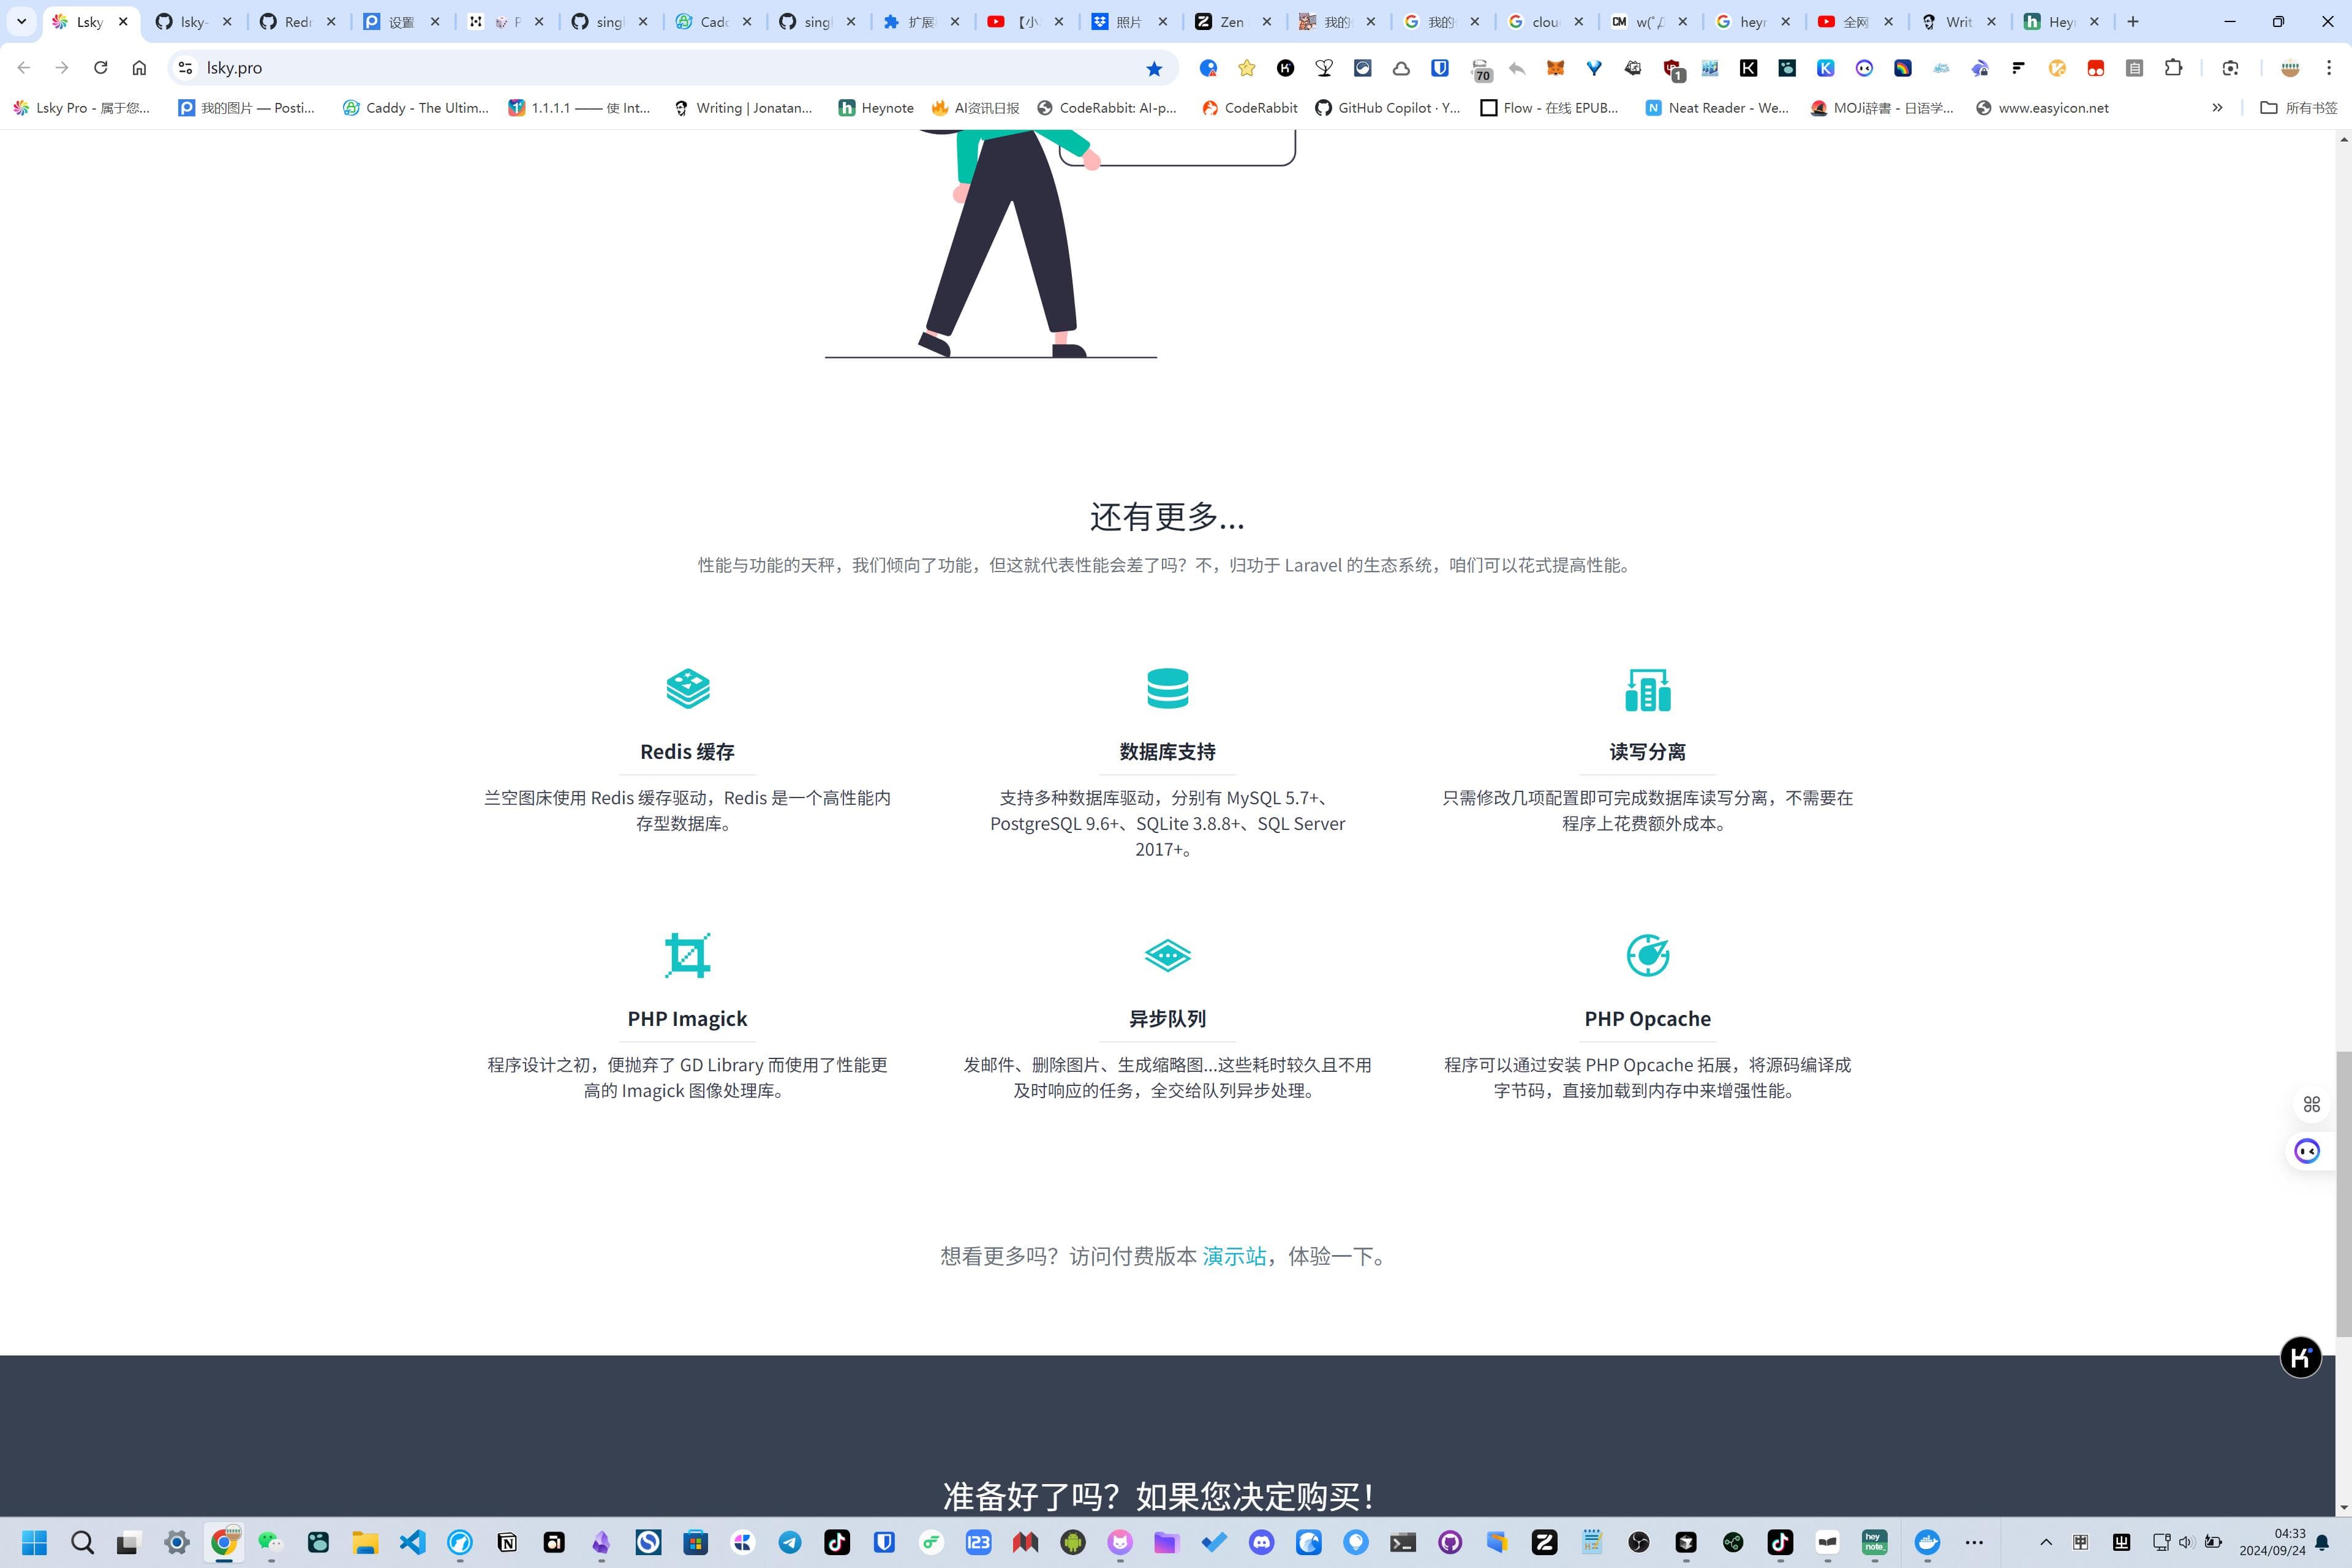 Lsky
lsky-
Redr
设置
P
singl
Cadd
singl
扩展
【小
照片
Zen
我的
我的
clou
w(ﾟД
heyn
全网
Writ
Heyn
lsky.pro
70
1
Lsky Pro - 属于您...
我的图片 — Posti...
Caddy - The Ultim...
1.1.1.1 —— 使 Int...
Writing | Jonatan...
Heynote
AI资讯日报
CodeRabbit: AI-p...
CodeRabbit
GitHub Copilot · Y...
Flow - 在线 EPUB...
Neat Reader - We...
MOJi辞書 - 日语学...
www.easyicon.net
所有书签
还有更多...
性能与功能的天秤，我们倾向了功能，但这就代表性能会差了吗？不，归功于 Laravel 的生态系统，咱们可以花式提高性能。
Redis 缓存
兰空图床使用 Redis 缓存驱动，Redis 是一个高性能内
存型数据库。
数据库支持
支持多种数据库驱动，分别有 MySQL 5.7+、
PostgreSQL 9.6+、SQLite 3.8.8+、SQL Server
2017+。
读写分离
只需修改几项配置即可完成数据库读写分离，不需要在
程序上花费额外成本。
PHP Imagick
程序设计之初，便抛弃了 GD Library 而使用了性能更
高的 Imagick 图像处理库。
异步队列
发邮件、删除图片、生成缩略图...这些耗时较久且不用
及时响应的任务，全交给队列异步处理。
PHP Opcache
程序可以通过安装 PHP Opcache 拓展，将源码编译成
字节码，直接加载到内存中来增强性能。
想看更多吗？访问付费版本 演示站，体验一下。
准备好了吗？如果您决定购买！
04:33
2024/09/24